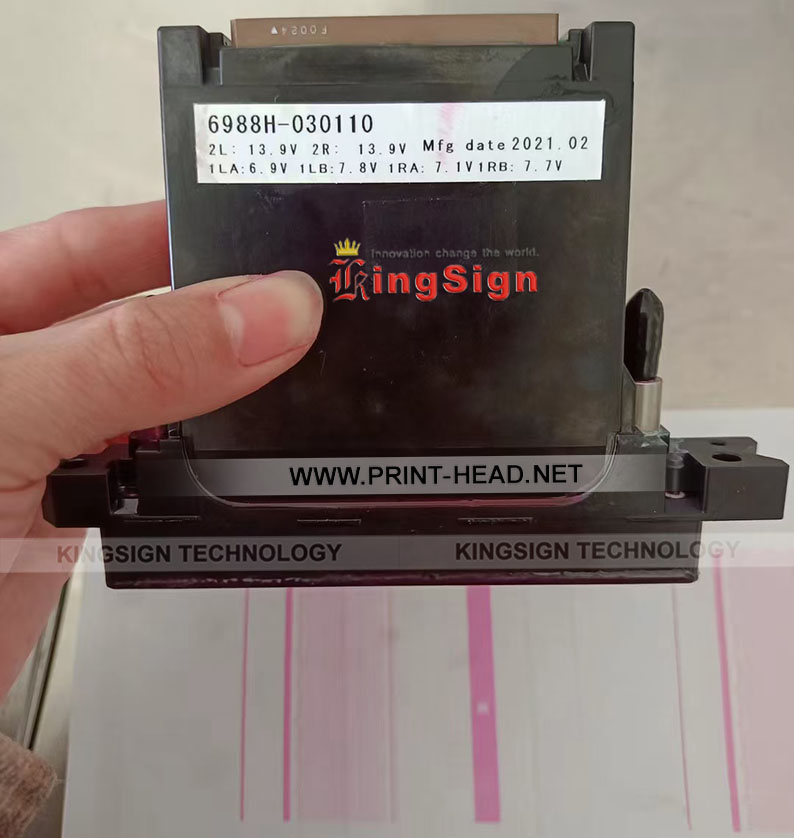 F0024▼
6988H-030110
2L: 13.9V 2R: 13.9V Mfg date 2021.02
1LA:6.9V 1LB:7.8V 1RA: 7.1V1RB: 7.7V
Innovation change the world.
KingSign
WWW.PRINT-HEAD.NET
KINGSIGN TECHNOLOGY KINGSIGN TECHNOLOGY